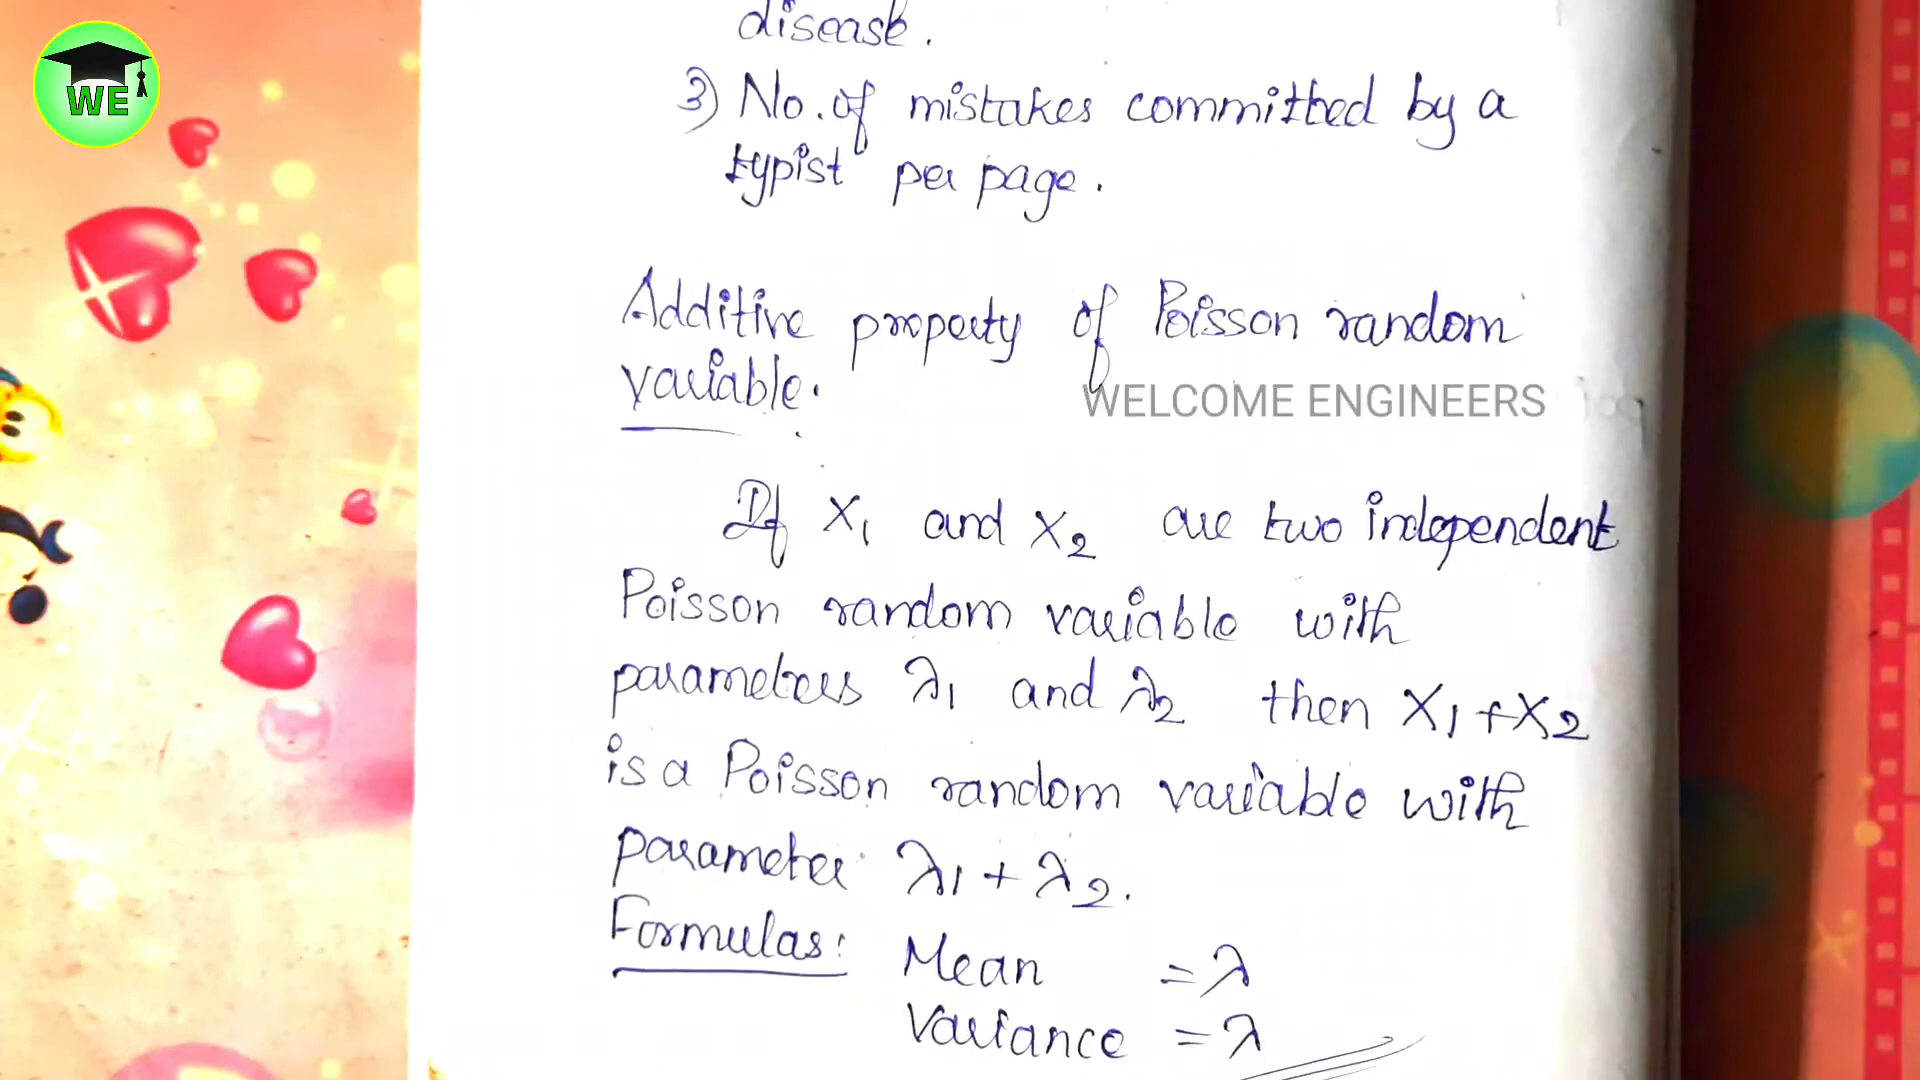 WE
disease.
3) No. of mistakes committed by a
typist per page.
Additive property of Poisson random
variable.
WELCOME ENGINEERS
If X₁ and X₂ are two independent
Poisson random variable with
parameters λ₁ and λ₂ then X₁+X₂
is a Poisson random variable with
parameter λ₁+λ₂.
Formulas: Mean = λ
Variance = λ